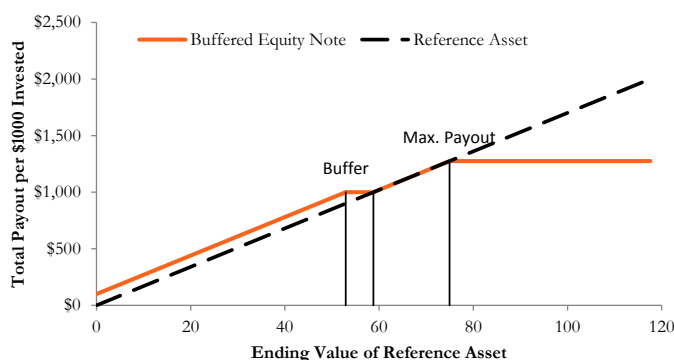 $2,500
Buffered Equity Note
Reference Asset
$2,000
$1,500
Max. Payout
Buffer
$1,000
$500
$0
0
20
40
60
80
100
120
Total Payout per $1000 Invested
Ending Value of Reference Asset